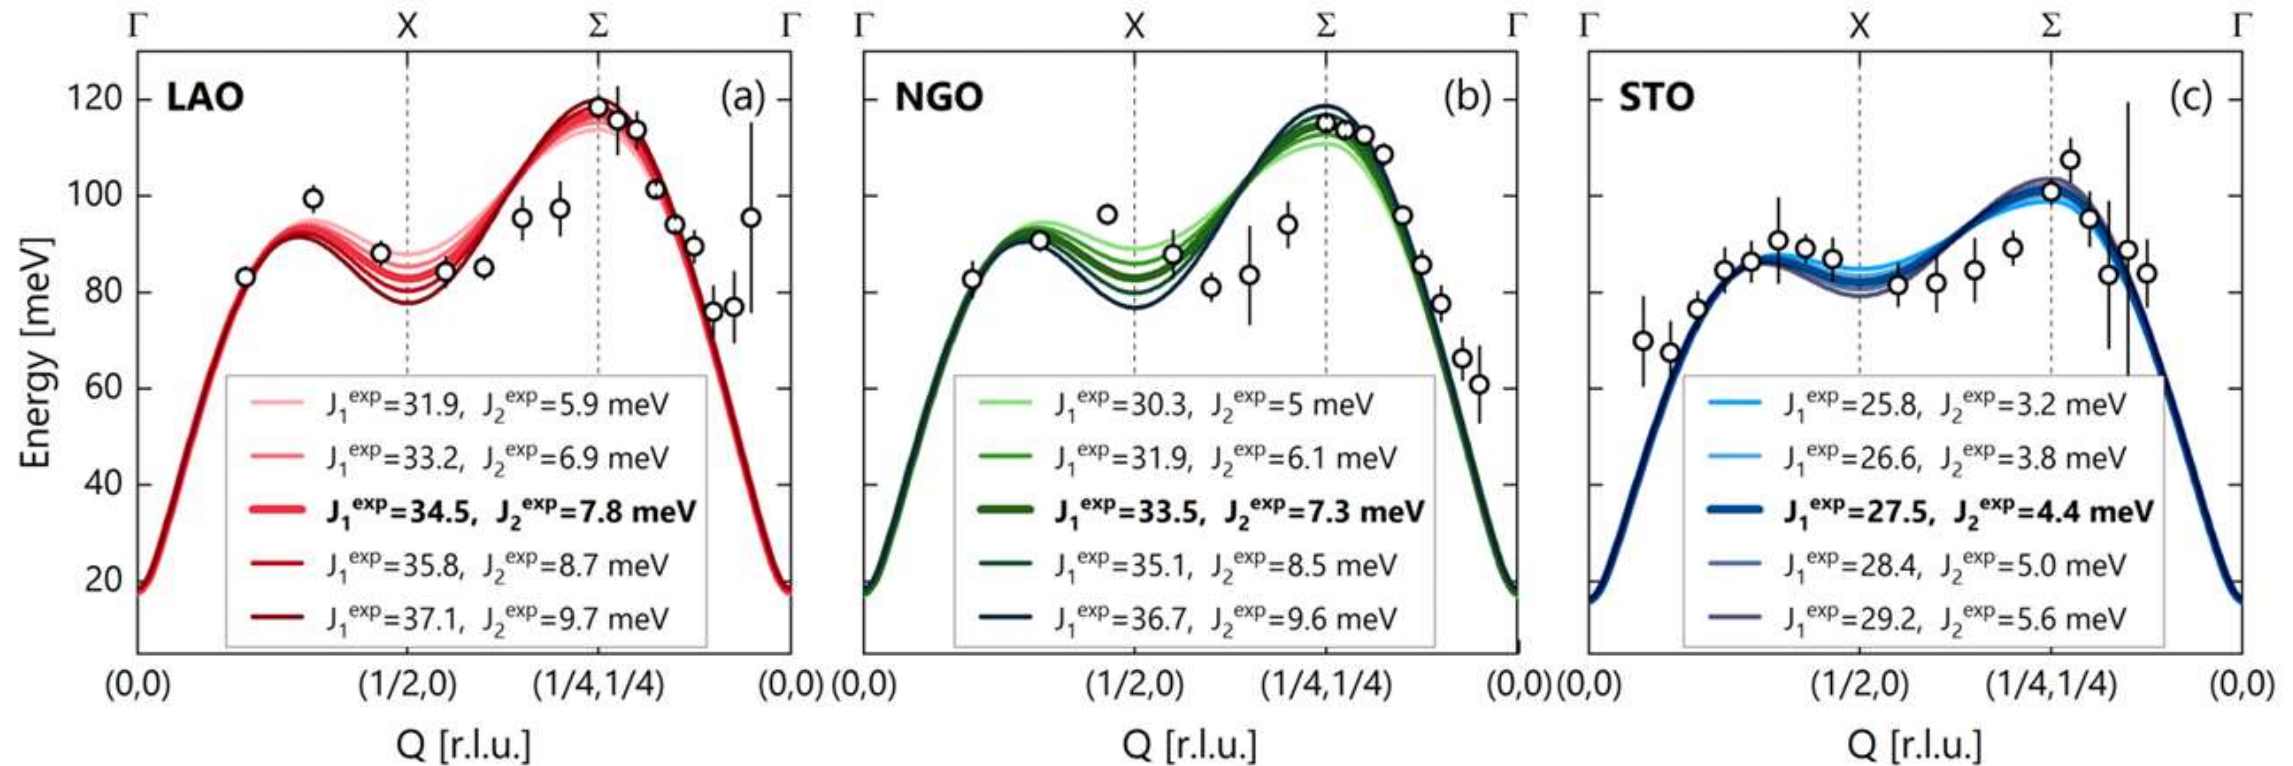 Γ X Σ Γ Γ X Σ Γ Γ X Σ Γ
LAO (a) NGO (b) STO (c)
120
100
80
60
40
20
Energy [meV]
J₁ᵉˣᵖ=31.9, J₂ᵉˣᵖ=5.9 meV
J₁ᵉˣᵖ=33.2, J₂ᵉˣᵖ=6.9 meV
J₁ᵉˣᵖ=34.5, J₂ᵉˣᵖ=7.8 meV
J₁ᵉˣᵖ=35.8, J₂ᵉˣᵖ=8.7 meV
J₁ᵉˣᵖ=37.1, J₂ᵉˣᵖ=9.7 meV
J₁ᵉˣᵖ=30.3, J₂ᵉˣᵖ=5 meV
J₁ᵉˣᵖ=31.9, J₂ᵉˣᵖ=6.1 meV
J₁ᵉˣᵖ=33.5, J₂ᵉˣᵖ=7.3 meV
J₁ᵉˣᵖ=35.1, J₂ᵉˣᵖ=8.5 meV
J₁ᵉˣᵖ=36.7, J₂ᵉˣᵖ=9.6 meV
J₁ᵉˣᵖ=25.8, J₂ᵉˣᵖ=3.2 meV
J₁ᵉˣᵖ=26.6, J₂ᵉˣᵖ=3.8 meV
J₁ᵉˣᵖ=27.5, J₂ᵉˣᵖ=4.4 meV
J₁ᵉˣᵖ=28.4, J₂ᵉˣᵖ=5.0 meV
J₁ᵉˣᵖ=29.2, J₂ᵉˣᵖ=5.6 meV
(0,0) (1/2,0) (1/4,1/4) (0,0) (0,0) (1/2,0) (1/4,1/4) (0,0) (0,0) (1/2,0) (1/4,1/4) (0,0)
Q [r.l.u.] Q [r.l.u.] Q [r.l.u.]